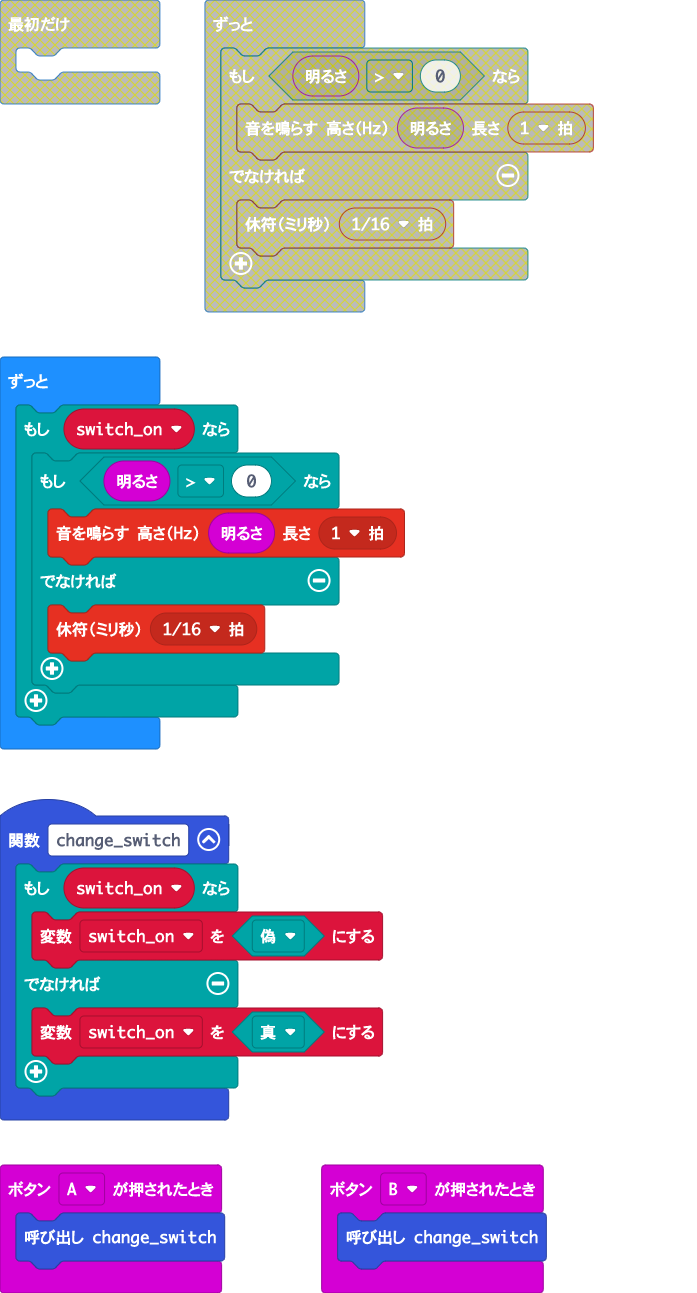 最初だけ
ずっと
もし 明るさ > 0 なら
音を鳴らす 高さ(Hz) 明るさ 長さ 1 拍
でなければ
休符(ミリ秒) 1/16 拍
ずっと
もし switch_on なら
もし 明るさ > 0 なら
音を鳴らす 高さ(Hz) 明るさ 長さ 1 拍
でなければ
休符(ミリ秒) 1/16 拍
関数 change_switch
もし switch_on なら
変数 switch_on を 偽 にする
でなければ
変数 switch_on を 真 にする
ボタン A が押されたとき
呼び出し change_switch
ボタン B が押されたとき
呼び出し change_switch